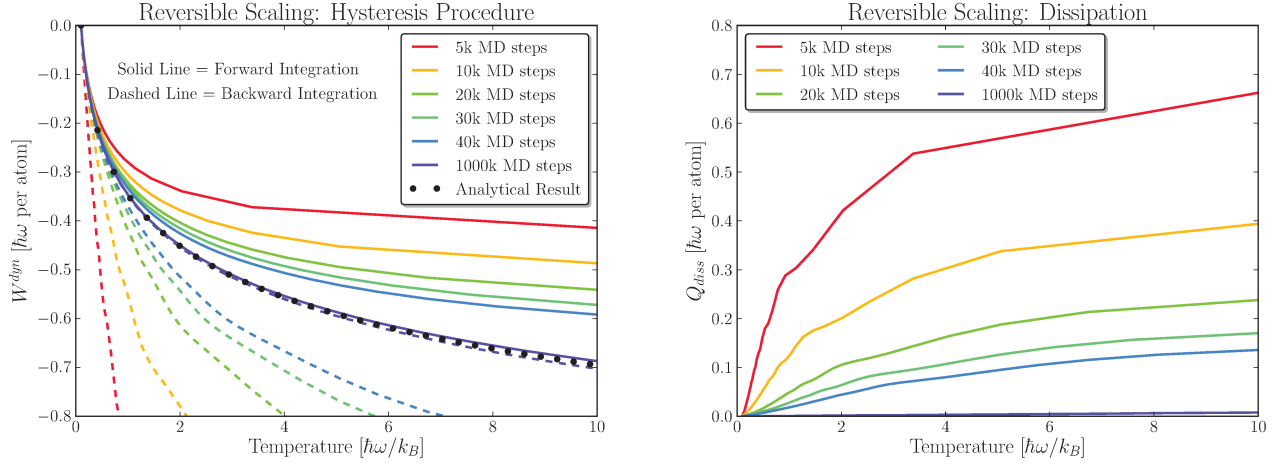 Reversible Scaling: Hysteresis Procedure
0.0
−0.1
−0.2
−0.3
−0.4
−0.5
−0.6
−0.7
−0.8
W^{dyn} [ħω per atom]
Solid Line = Forward Integration
Dashed Line = Backward Integration
5k MD steps
10k MD steps
20k MD steps
30k MD steps
40k MD steps
1000k MD steps
Analytical Result
0 2 4 6 8 10
Temperature [ħω/k_B]
Reversible Scaling: Dissipation
0.8
0.7
0.6
0.5
0.4
0.3
0.2
0.1
0.0
Q_{diss} [ħω per atom]
5k MD steps
10k MD steps
20k MD steps
30k MD steps
40k MD steps
1000k MD steps
0 2 4 6 8 10
Temperature [ħω/k_B]